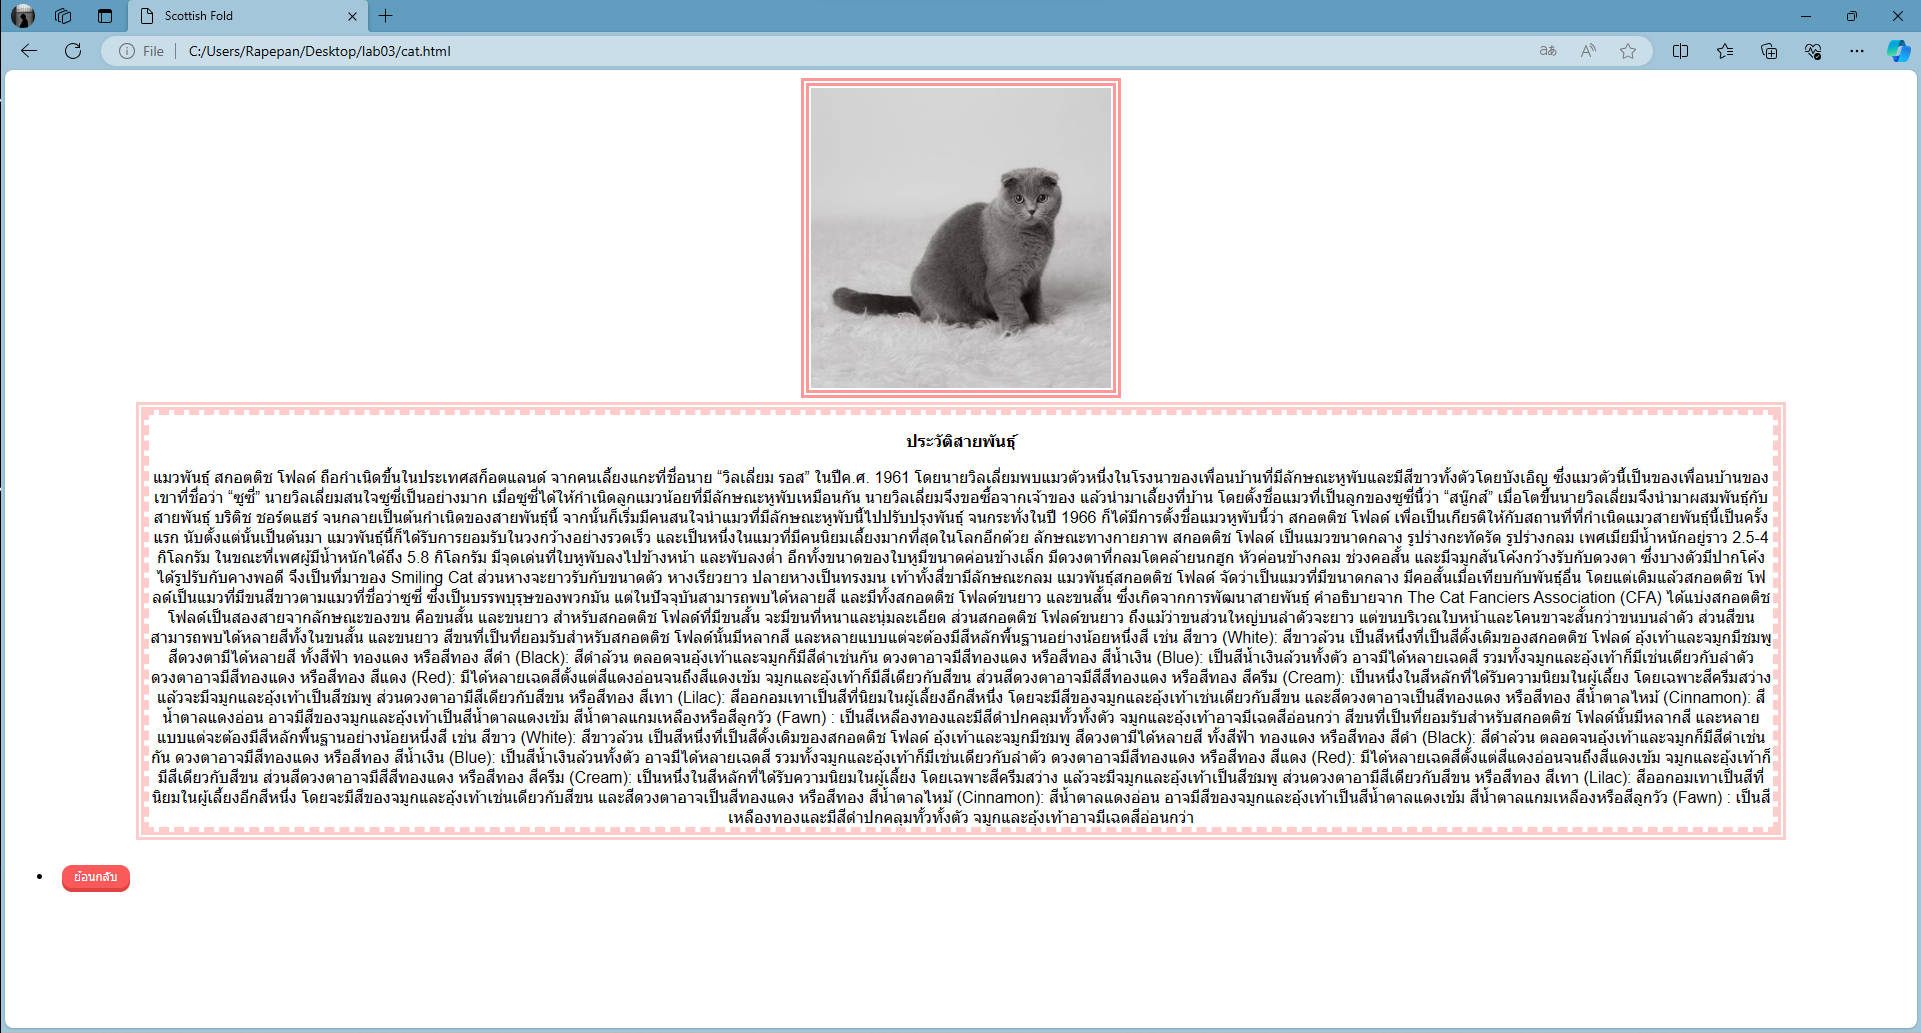 Scottish Fold
File
C:/Users/Rapepan/Desktop/lab03/cat.html
ประวัติสายพันธุ์
แมวพันธุ์ สกอตติช โฟลด์ ถือกำเนิดขึ้นในประเทศสก็อตแลนด์ จากคนเลี้ยงแกะที่ชื่อนาย “วิลเลี่ยม รอส” ในปีค.ศ. 1961 โดยนายวิลเลี่ยมพบแมวตัวหนึ่งในโรงนาของเพื่อนบ้านที่มีลักษณะหูพับและมีสีขาวทั้งตัวโดยบังเอิญ ซึ่งแมวตัวนี้เป็นของเพื่อนบ้านของ
เขาที่ชื่อว่า “ซูซี่” นายวิลเลี่ยมสนใจซูซี่เป็นอย่างมาก เมื่อซูซี่ได้ให้กำเนิดลูกแมวน้อยที่มีลักษณะหูพับเหมือนกัน นายวิลเลี่ยมจึงขอซื้อจากเจ้าของ แล้วนำมาเลี้ยงที่บ้าน โดยตั้งชื่อแมวที่เป็นลูกของซูซี่นี้ว่า “สนู๊กส์” เมื่อโตขึ้นนายวิลเลี่ยมจึงนำมาผสมพันธุ์กับ
สายพันธุ์ บริติช ชอร์ตแฮร์ จนกลายเป็นต้นกำเนิดของสายพันธุ์นี้ จากนั้นก็เริ่มมีคนสนใจนำแมวที่มีลักษณะหูพับนี้ไปปรับปรุงพันธุ์ จนกระทั่งในปี 1966 ก็ได้มีการตั้งชื่อแมวหูพับนี้ว่า สกอตติช โฟลด์ เพื่อเป็นเกียรติให้กับสถานที่ที่กำเนิดแมวสายพันธุ์นี้เป็นครั้ง
แรก นับตั้งแต่นั้นเป็นต้นมา แมวพันธุ์นี้ก็ได้รับการยอมรับในวงกว้างอย่างรวดเร็ว และเป็นหนึ่งในแมวที่มีคนนิยมเลี้ยงมากที่สุดในโลกอีกด้วย ลักษณะทางกายภาพ สกอตติช โฟลด์ เป็นแมวขนาดกลาง รูปร่างกะทัดรัด รูปร่างกลม เพศเมียมีน้ำหนักอยู่ราว 2.5-4
กิโลกรัม ในขณะที่เพศผู้มีน้ำหนักได้ถึง 5.8 กิโลกรัม มีจุดเด่นที่ใบหูพับลงไปข้างหน้า และพับลงต่ำ อีกทั้งขนาดของใบหูมีขนาดค่อนข้างเล็ก มีดวงตาที่กลมโตคล้ายนกฮูก หัวค่อนข้างกลม ช่วงคอสั้น และมีจมูกสันโค้งกว้างรับกับดวงตา ซึ่งบางตัวมีปากโค้ง
ได้รูปรับกับคางพอดี จึงเป็นที่มาของ Smiling Cat ส่วนหางจะยาวรับกับขนาดตัว หางเรียวยาว ปลายหางเป็นทรงมน เท้าทั้งสี่ขามีลักษณะกลม แมวพันธุ์สกอตติช โฟลด์ จัดว่าเป็นแมวที่มีขนาดกลาง มีคอสั้นเมื่อเทียบกับพันธุ์อื่น โดยแต่เดิมแล้วสกอตติช โฟ
ลด์เป็นแมวที่มีขนสีขาวตามแมวที่ชื่อว่าซูซี่ ซึ่งเป็นบรรพบุรุษของพวกมัน แต่ในปัจจุบันสามารถพบได้หลายสี และมีทั้งสกอตติช โฟลด์ขนยาว และขนสั้น ซึ่งเกิดจากการพัฒนาสายพันธุ์ คำอธิบายจาก The Cat Fanciers Association (CFA) ได้แบ่งสกอตติช
โฟลด์เป็นสองสายจากลักษณะของขน คือขนสั้น และขนยาว สำหรับสกอตติช โฟลด์ที่มีขนสั้น จะมีขนที่หนาและนุ่มละเอียด ส่วนสกอตติช โฟลด์ขนยาว ถึงแม้ว่าขนส่วนใหญ่บนลำตัวจะยาว แต่ขนบริเวณใบหน้าและโคนขาจะสั้นกว่าขนบนลำตัว ส่วนสีขน
สามารถพบได้หลายสีทั้งในขนสั้น และขนยาว สีขนที่เป็นที่ยอมรับสำหรับสกอตติช โฟลด์นั้นมีหลากสี และหลายแบบแต่จะต้องมีสีหลักพื้นฐานอย่างน้อยหนึ่งสี เช่น สีขาว (White): สีขาวล้วน เป็นสีหนึ่งที่เป็นสีดั้งเดิมของสกอตติช โฟลด์ อุ้งเท้าและจมูกมีชมพู
สีดวงตามีได้หลายสี ทั้งสีฟ้า ทองแดง หรือสีทอง สีดำ (Black): สีดำล้วน ตลอดจนอุ้งเท้าและจมูกก็มีสีดำเช่นกัน ดวงตาอาจมีสีทองแดง หรือสีทอง สีน้ำเงิน (Blue): เป็นสีน้ำเงินล้วนทั้งตัว อาจมีได้หลายเฉดสี รวมทั้งจมูกและอุ้งเท้าก็มีเช่นเดียวกับลำตัว
ดวงตาอาจมีสีทองแดง หรือสีทอง สีแดง (Red): มีได้หลายเฉดสีตั้งแต่สีแดงอ่อนจนถึงสีแดงเข้ม จมูกและอุ้งเท้าก็มีสีเดียวกับสีขน ส่วนสีดวงตาอาจมีสีสีทองแดง หรือสีทอง สีครีม (Cream): เป็นหนึ่งในสีหลักที่ได้รับความนิยมในผู้เลี้ยง โดยเฉพาะสีครีมสว่าง
แล้วจะมีจมูกและอุ้งเท้าเป็นสีชมพู ส่วนดวงตาอามีสีเดียวกับสีขน หรือสีทอง สีเทา (Lilac): สีออกอมเทาเป็นสีที่นิยมในผู้เลี้ยงอีกสีหนึ่ง โดยจะมีสีของจมูกและอุ้งเท้าเช่นเดียวกับสีขน และสีดวงตาอาจเป็นสีทองแดง หรือสีทอง สีน้ำตาลไหม้ (Cinnamon): สี
น้ำตาลแดงอ่อน อาจมีสีของจมูกและอุ้งเท้าเป็นสีน้ำตาลแดงเข้ม สีน้ำตาลแกมเหลืองหรือสีลูกวัว (Fawn) : เป็นสีเหลืองทองและมีสีดำปกคลุมทั้วทั้งตัว จมูกและอุ้งเท้าอาจมีเฉดสีอ่อนกว่า สีขนที่เป็นที่ยอมรับสำหรับสกอตติช โฟลด์นั้นมีหลากสี และหลาย
แบบแต่จะต้องมีสีหลักพื้นฐานอย่างน้อยหนึ่งสี เช่น สีขาว (White): สีขาวล้วน เป็นสีหนึ่งที่เป็นสีดั้งเดิมของสกอตติช โฟลด์ อุ้งเท้าและจมูกมีชมพู สีดวงตามีได้หลายสี ทั้งสีฟ้า ทองแดง หรือสีทอง สีดำ (Black): สีดำล้วน ตลอดจนอุ้งเท้าและจมูกก็มีสีดำเช่น
กัน ดวงตาอาจมีสีทองแดง หรือสีทอง สีน้ำเงิน (Blue): เป็นสีน้ำเงินล้วนทั้งตัว อาจมีได้หลายเฉดสี รวมทั้งจมูกและอุ้งเท้าก็มีเช่นเดียวกับลำตัว ดวงตาอาจมีสีทองแดง หรือสีทอง สีแดง (Red): มีได้หลายเฉดสีตั้งแต่สีแดงอ่อนจนถึงสีแดงเข้ม จมูกและอุ้งเท้าก็
มีสีเดียวกับสีขน ส่วนสีดวงตาอาจมีสีสีทองแดง หรือสีทอง สีครีม (Cream): เป็นหนึ่งในสีหลักที่ได้รับความนิยมในผู้เลี้ยง โดยเฉพาะสีครีมสว่าง แล้วจะมีจมูกและอุ้งเท้าเป็นสีชมพู ส่วนดวงตาอามีสีเดียวกับสีขน หรือสีทอง สีเทา (Lilac): สีออกอมเทาเป็นสีที่
นิยมในผู้เลี้ยงอีกสีหนึ่ง โดยจะมีสีของจมูกและอุ้งเท้าเช่นเดียวกับสีขน และสีดวงตาอาจเป็นสีทองแดง หรือสีทอง สีน้ำตาลไหม้ (Cinnamon): สีน้ำตาลแดงอ่อน อาจมีสีของจมูกและอุ้งเท้าเป็นสีน้ำตาลแดงเข้ม สีน้ำตาลแกมเหลืองหรือสีลูกวัว (Fawn) : เป็นสี
เหลืองทองและมีสีดำปกคลุมทั้วทั้งตัว จมูกและอุ้งเท้าอาจมีเฉดสีอ่อนกว่า
ย้อนกลับ